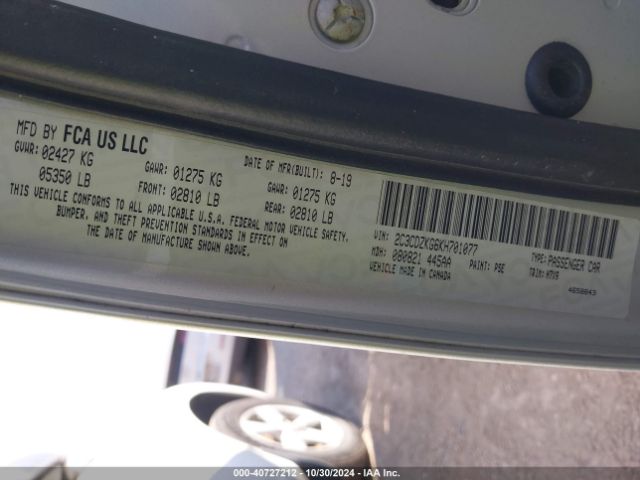 MFD BY FCA US LLC
DATE OF MFR(BUILT): 8-19
GVWR: 02427 KG
GAWR: 01275 KG
GAWR: 01275 KG
05350 LB
FRONT: 02810 LB
REAR: 02810 LB
THIS VEHICLE CONFORMS TO ALL APPLICABLE U.S.A. FEDERAL MOTOR VEHICLE SAFETY,
BUMPER, AND THEFT PREVENTION STANDARDS IN EFFECT ON
THE DATE OF MANUFACTURE SHOWN ABOVE.
VIN: 2C3CDZKG6KH701077
TYPE: PASSENGER CAR
MDH: 080821 445AA
PAINT: PSE
TRIM: H7V9
VEHICLE MADE IN CANADA
000-40727212 - 10/30/2024 - IAA Inc.